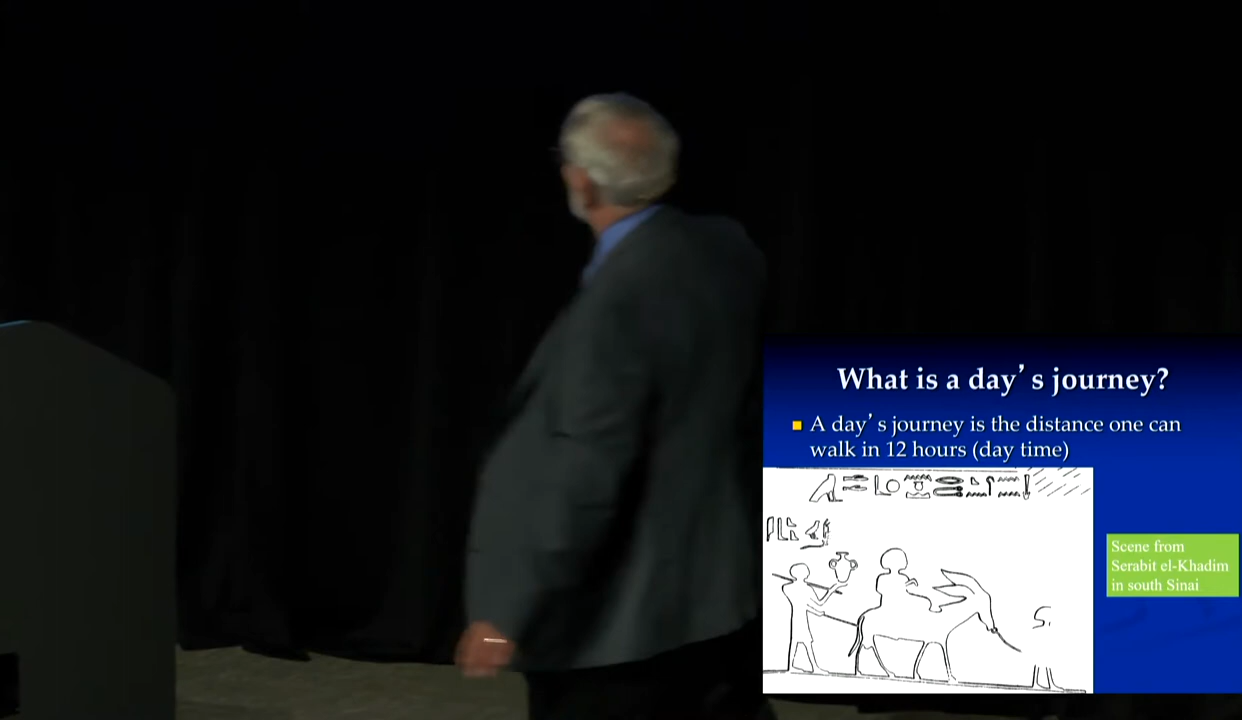 What is a day’s journey?
A day’s journey is the distance one can
walk in 12 hours (day time)
Scene from
Serabit el-Khadim
in south Sinai